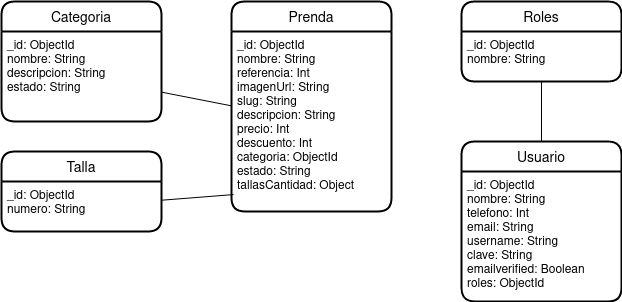 Categoria
_id: ObjectId
nombre: String
descripcion: String
estado: String
Talla
_id: ObjectId
numero: String
Prenda
_id: ObjectId
nombre: String
referencia: Int
imagenUrl: String
slug: String
descripcion: String
precio: Int
descuento: Int
categoria: ObjectId
estado: String
tallasCantidad: Object
Roles
_id: ObjectId
nombre: String
Usuario
_id: ObjectId
nombre: String
telefono: Int
email: String
username: String
clave: String
emailverified: Boolean
roles: ObjectId